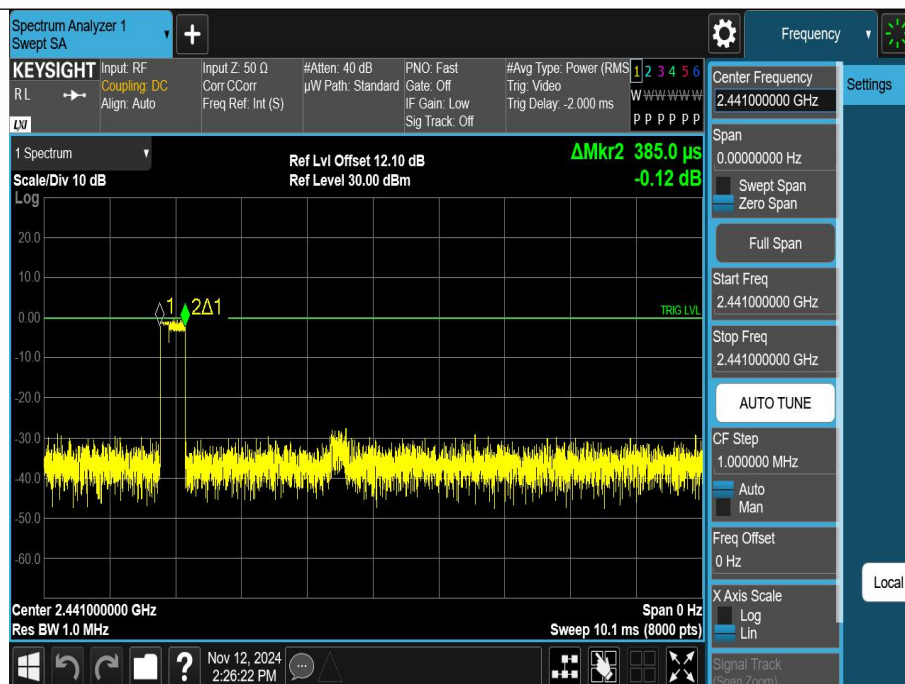 Spectrum Analyzer 1
Swept SA
+
Frequency
KEYSIGHT
RL
LXI
Input: RF
Coupling: DC
Align: Auto
Input Z: 50 Ω
Corr CCorr
Freq Ref: Int (S)
#Atten: 40 dB
µW Path: Standard
PNO: Fast
Gate: Off
IF Gain: Low
Sig Track: Off
#Avg Type: Power (RMS
Trig: Video
Trig Delay: -2.000 ms
1 2 3 4 5 6
W W W W W W
P P P P P P
1 Spectrum
Scale/Div 10 dB
Log
Ref Lvl Offset 12.10 dB
Ref Level 30.00 dBm
ΔMkr2 385.0 µs
-0.12 dB
20.0
10.0
0.00
-10.0
-20.0
-30.0
-40.0
-50.0
-60.0
1
2Δ1
TRIG LVL
Center 2.441000000 GHz
Res BW 1.0 MHz
Span 0 Hz
Sweep 10.1 ms (8000 pts)
Center Frequency
2.441000000 GHz
Span
0.00000000 Hz
Swept Span
Zero Span
Full Span
Start Freq
2.441000000 GHz
Stop Freq
2.441000000 GHz
AUTO TUNE
CF Step
1.000000 MHz
Auto
Man
Freq Offset
0 Hz
X Axis Scale
Log
Lin
Signal Track
(Span Zoom)
Settings
Local
?
Nov 12, 2024
2:26:22 PM